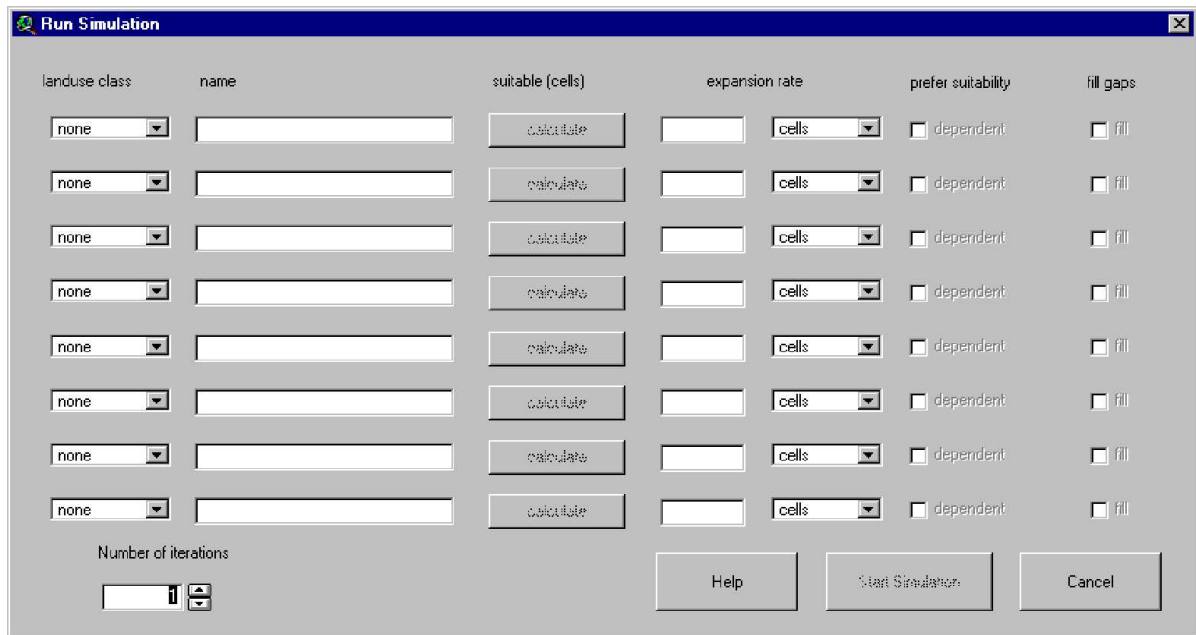 Run Simulation
landuse class name suitable (cells) expansion rate prefer suitability fill gaps
none calculate cells dependent fill
none calculate cells dependent fill
none calculate cells dependent fill
none calculate cells dependent fill
none calculate cells dependent fill
none calculate cells dependent fill
none calculate cells dependent fill
none calculate cells dependent fill
Number of iterations
1 Help Start Simulation Cancel